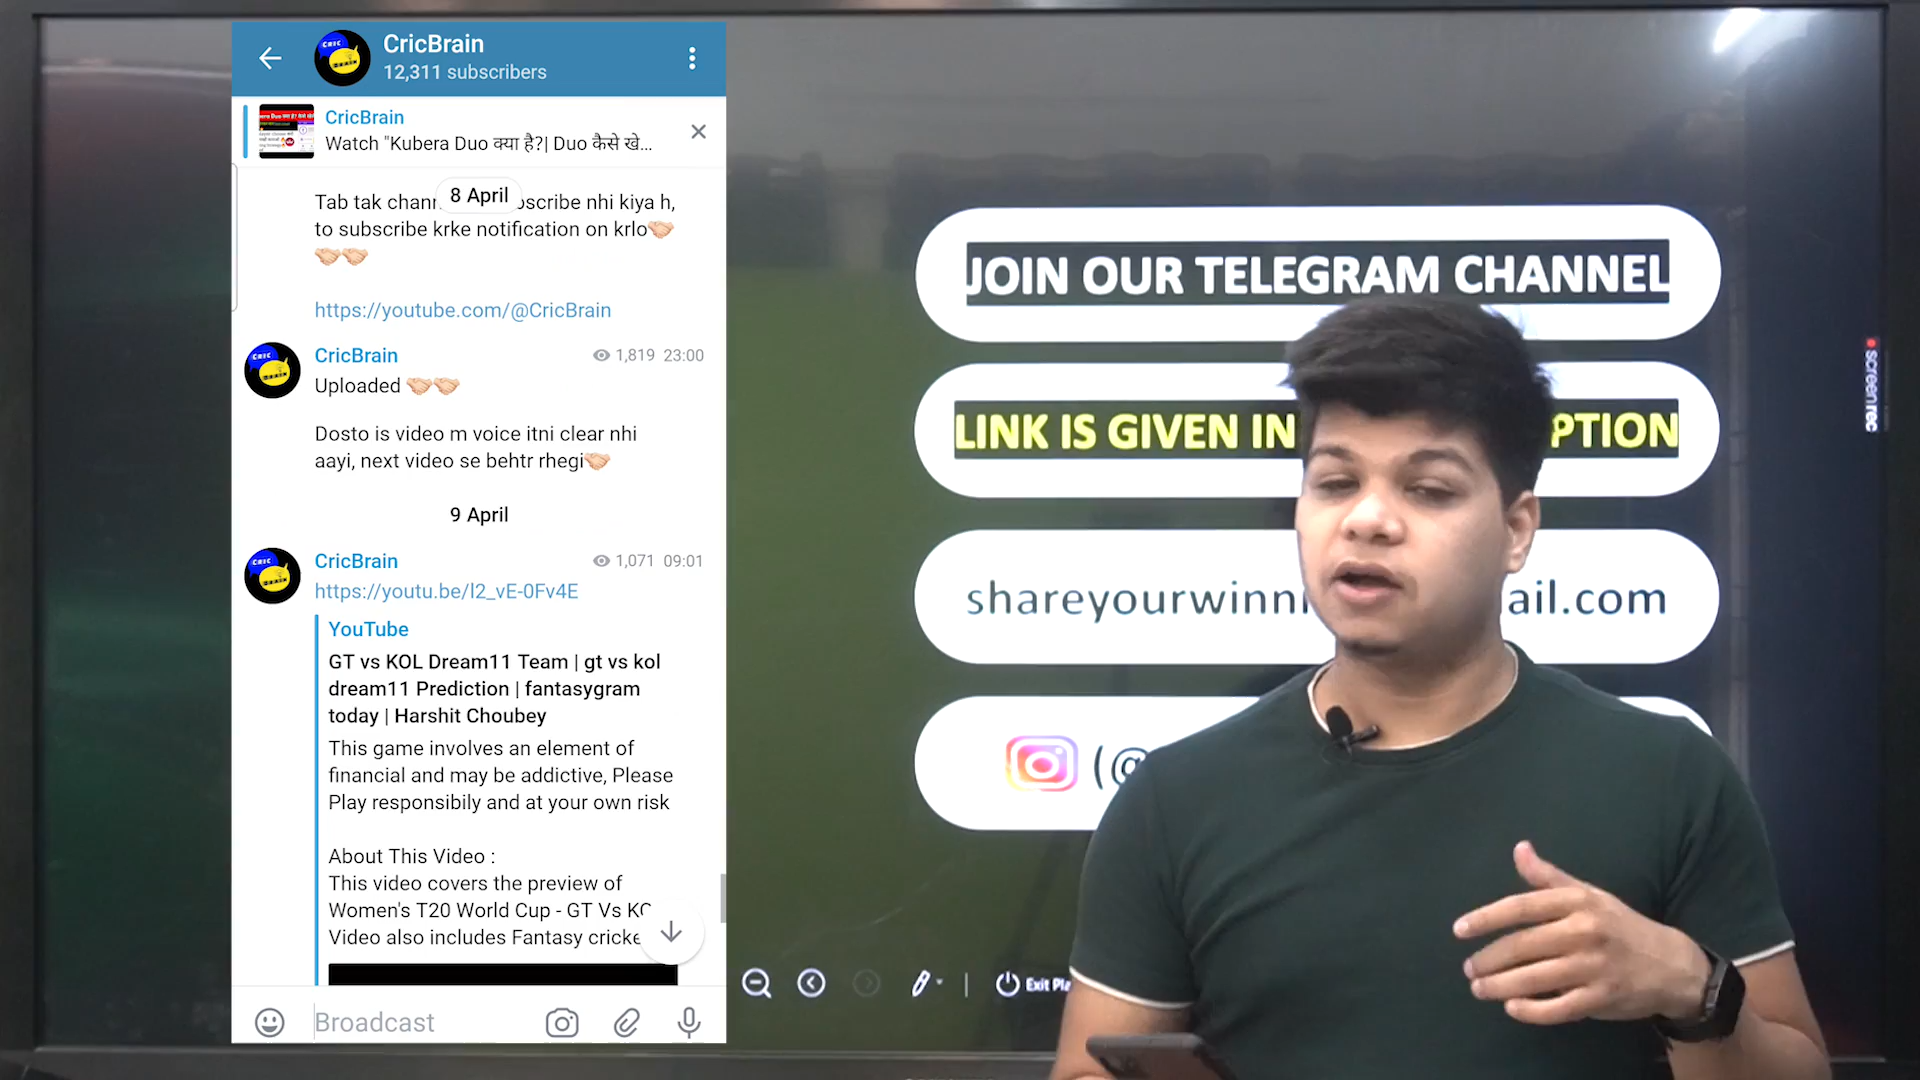 CricBrain
12,311 subscribers
CricBrain
Watch "Kubera Duo क्या है?| Duo कैसे खे...
8 April
Tab tak chann bscribe nhi kiya h,
to subscribe krke notification on krlo🤝🏻
🤝🏻🤝🏻
https://youtube.com/@CricBrain
CricBrain 1,819 23:00
Uploaded 🤝🏻🤝🏻
Dosto is video m voice itni clear nhi
aayi, next video se behtr rhegi🤝🏻
9 April
CricBrain 1,071 09:01
https://youtu.be/l2_vE-0Fv4E
YouTube
GT vs KOL Dream11 Team | gt vs kol
dream11 Prediction | fantasygram
today | Harshit Choubey
This game involves an element of
financial and may be addictive, Please
Play responsibily and at your own risk
About This Video :
This video covers the preview of
Women's T20 World Cup - GT Vs KO
Video also includes Fantasy cricke
Broadcast
JOIN OUR TELEGRAM CHANNEL
LINK IS GIVEN IN PTION
shareyourwinni ail.com
(@
Exit Pla
screenrec